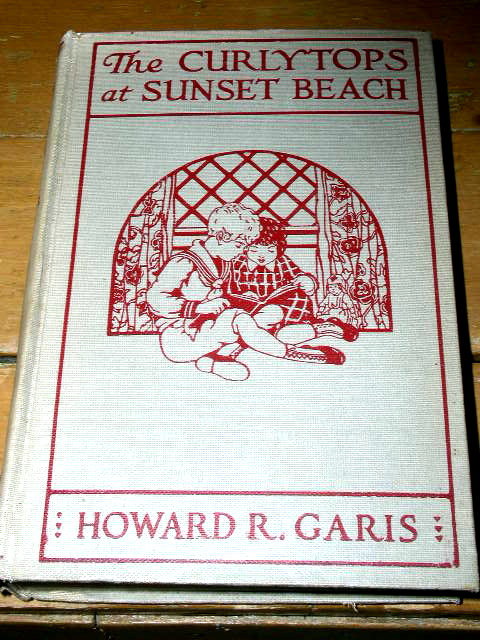 The CURLYTOPS
at SUNSET BEACH
HOWARD R. GARIS